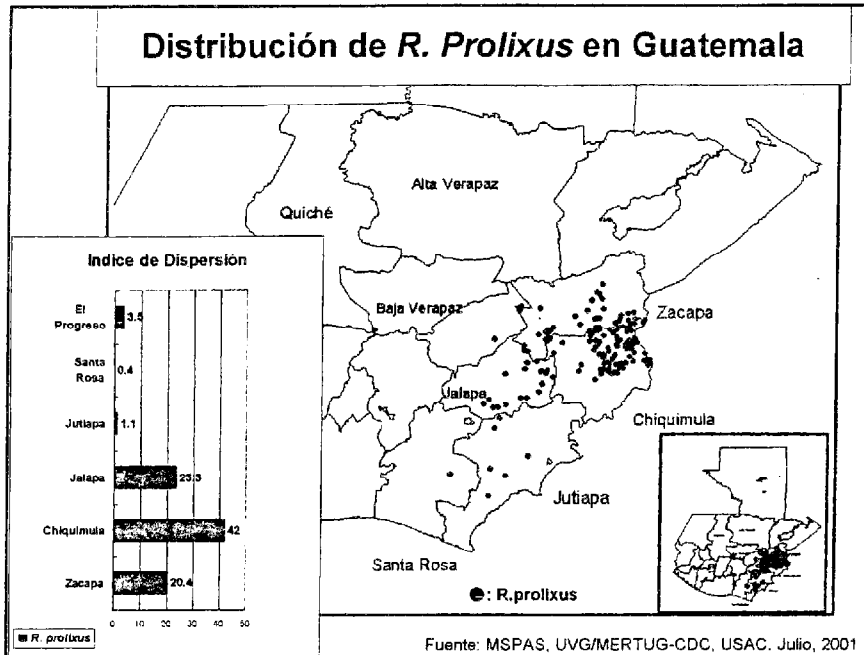 Distribución de R. Prolixus en Guatemala
Alta Verapaz
Quiché
Baja Verapaz
Zacapa
Jalapa
Chiquimula
Jutiapa
Santa Rosa
●: R.prolixus
Indice de Dispersión
El
Progreso
3.5
Santa
Rosa
0.4
Jutiapa
1.1
Jalapa
23.3
Chiquimula
42
Zacapa
20.4
0 10 20 30 40 50
R. prolixus
Fuente: MSPAS, UVG/MERTUG-CDC, USAC. Julio, 2001